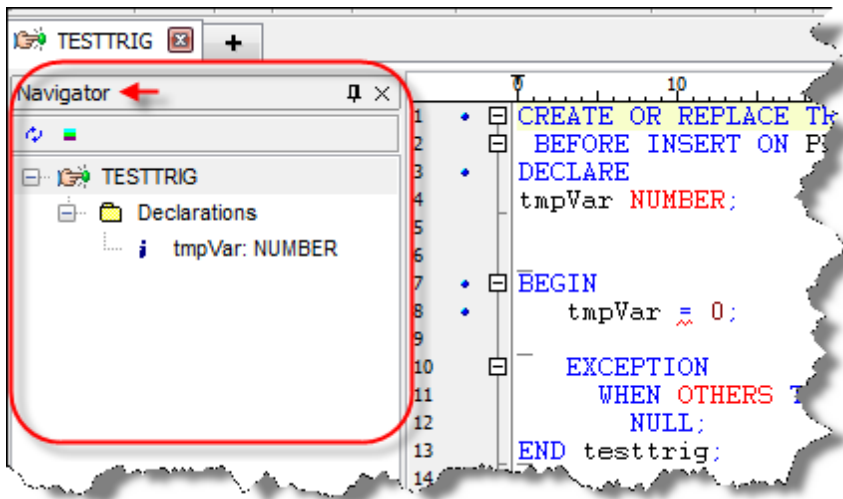 TESTTRIG +
Navigator
TESTTRIG
Declarations
i tmpVar: NUMBER
0 10
1 CREATE OR REPLACE
2 BEFORE INSERT ON
3 DECLARE
4 tmpVar NUMBER;
5
6
7 BEGIN
8 tmpVar = 0;
9
10 EXCEPTION
11 WHEN OTHERS
12 NULL;
13 END testtrig;
14